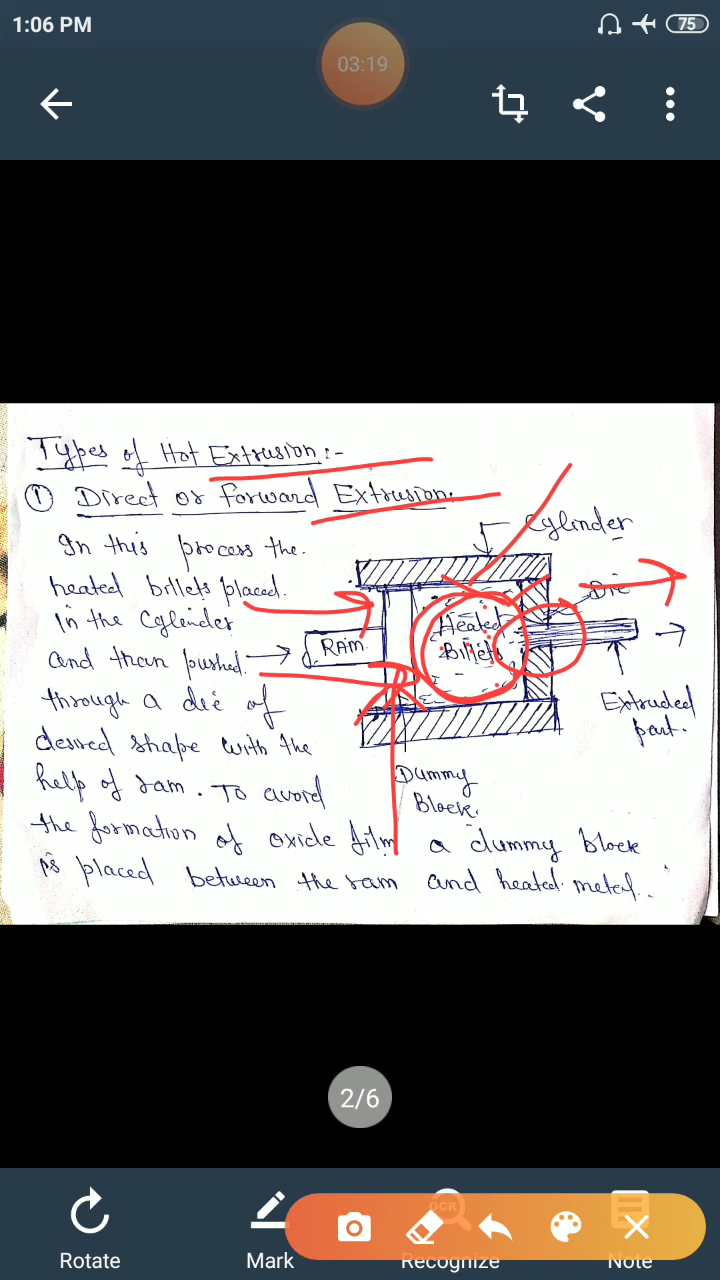 1:06 PM
75
03:19
Types of Hot Extrusion :-
① Direct or forward Extrusion.
In this process the.
heated billets placed.
In the Cylinder
and than pushed.
through a die of
desired shape with the
help of ram. To avoid
the formation of oxide film a dummy block
is placed between the ram and heated metal.
Cylinder
Die
RAM
Heated
Billets
Extruded
part.
Dummy
Block.
2/6
Rotate
Mark
OCR
Recognize
Note